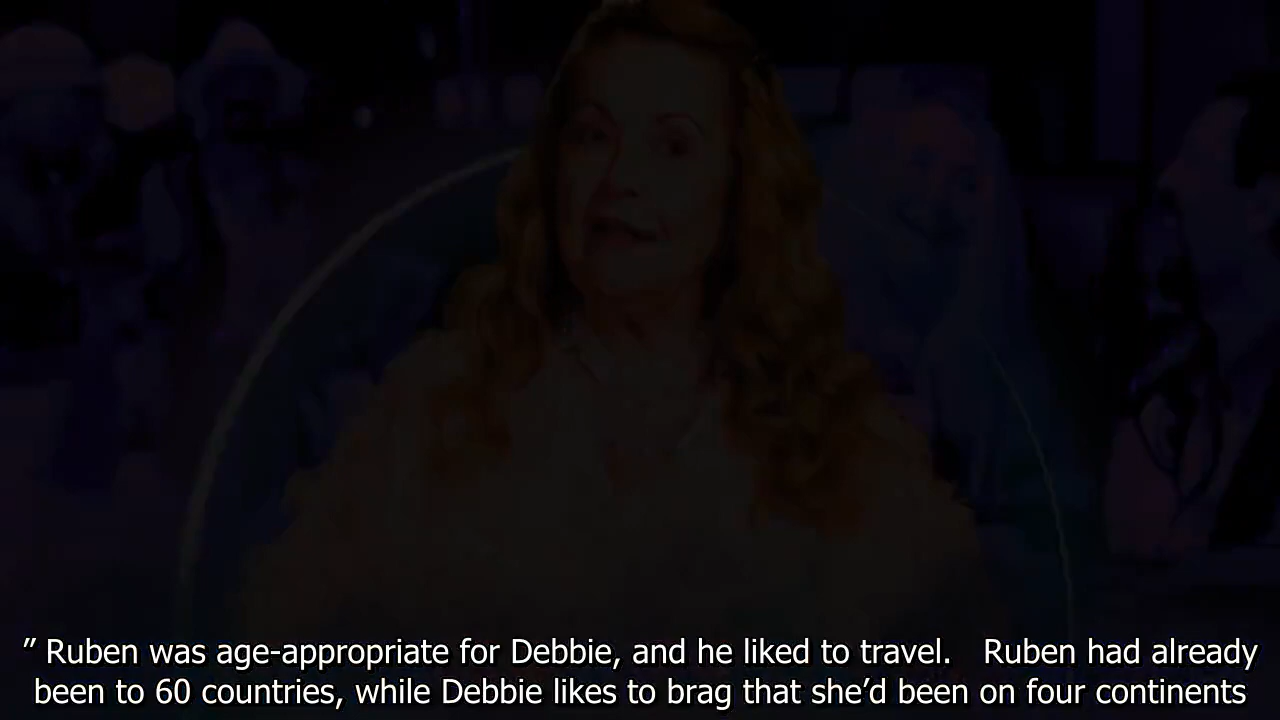 ” Ruben was age-appropriate for Debbie, and he liked to travel.   Ruben had already
been to 60 countries, while Debbie likes to brag that she’d been on four continents